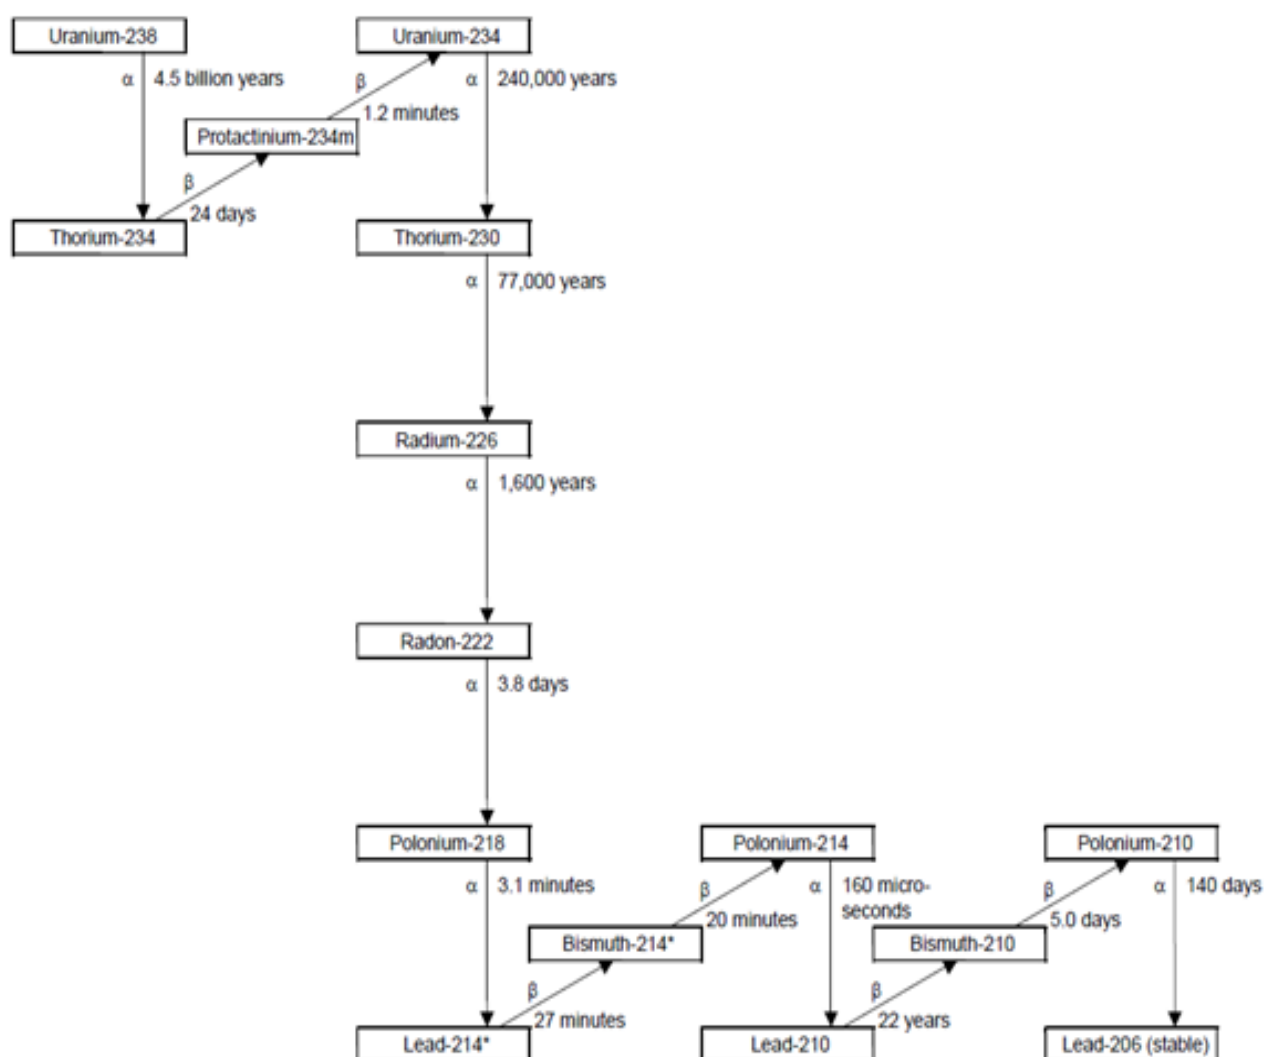 Uranium-238
Uranium-234
α 4.5 billion years
β
α 240,000 years
1.2 minutes
Protactinium-234m
β
24 days
Thorium-234
Thorium-230
α 77,000 years
Radium-226
α 1,600 years
Radon-222
α 3.8 days
Polonium-218
Polonium-214
Polonium-210
α 3.1 minutes
β
α 160 micro-
seconds
β
α 140 days
20 minutes
5.0 days
Bismuth-214*
Bismuth-210
β
27 minutes
β
22 years
Lead-214*
Lead-210
Lead-206 (stable)